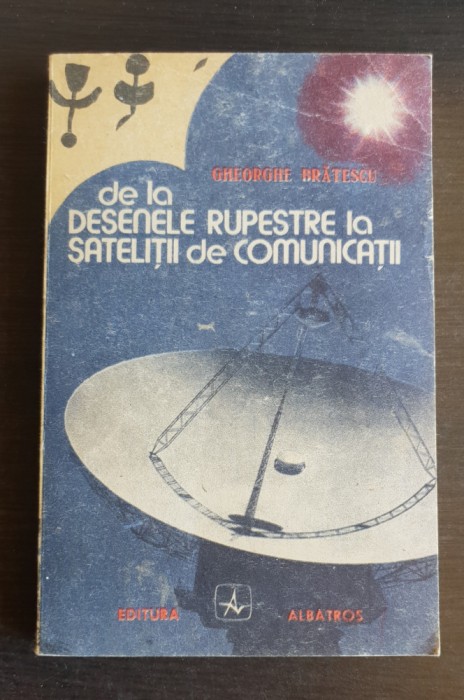 GHEORGHE BRĂTESCU
de la
DESENELE RUPESTRE la
SATELIȚII de COMUNICAȚII
EDITURA ALBATROS